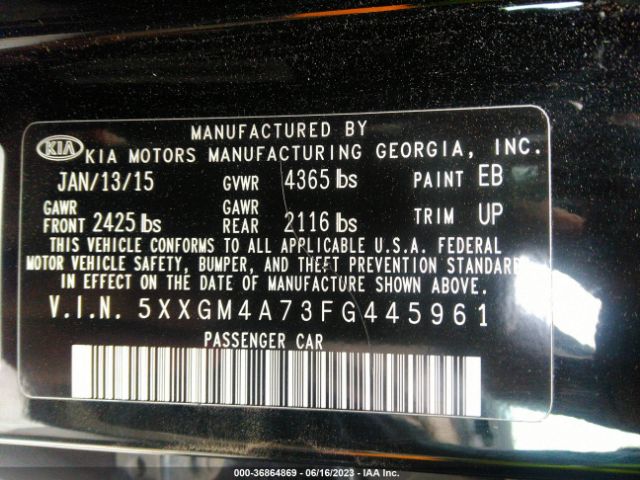 MANUFACTURED BY
KIA KIA MOTORS MANUFACTURING GEORGIA, INC.
JAN/13/15 GVWR 4365 lbs PAINT EB
GAWR FRONT 2425 lbs GAWR REAR 2116 lbs TRIM UP
THIS VEHICLE CONFORMS TO ALL APPLICABLE U.S.A. FEDERAL
MOTOR VEHICLE SAFETY, BUMPER, AND THEFT PREVENTION STANDARDS
IN EFFECT ON THE DATE OF MANUFACTURE SHOWN ABOVE.
V.I.N. 5XXGM4A73FG445961
PASSENGER CAR
000-36864869 - 06/16/2023 - IAA Inc.